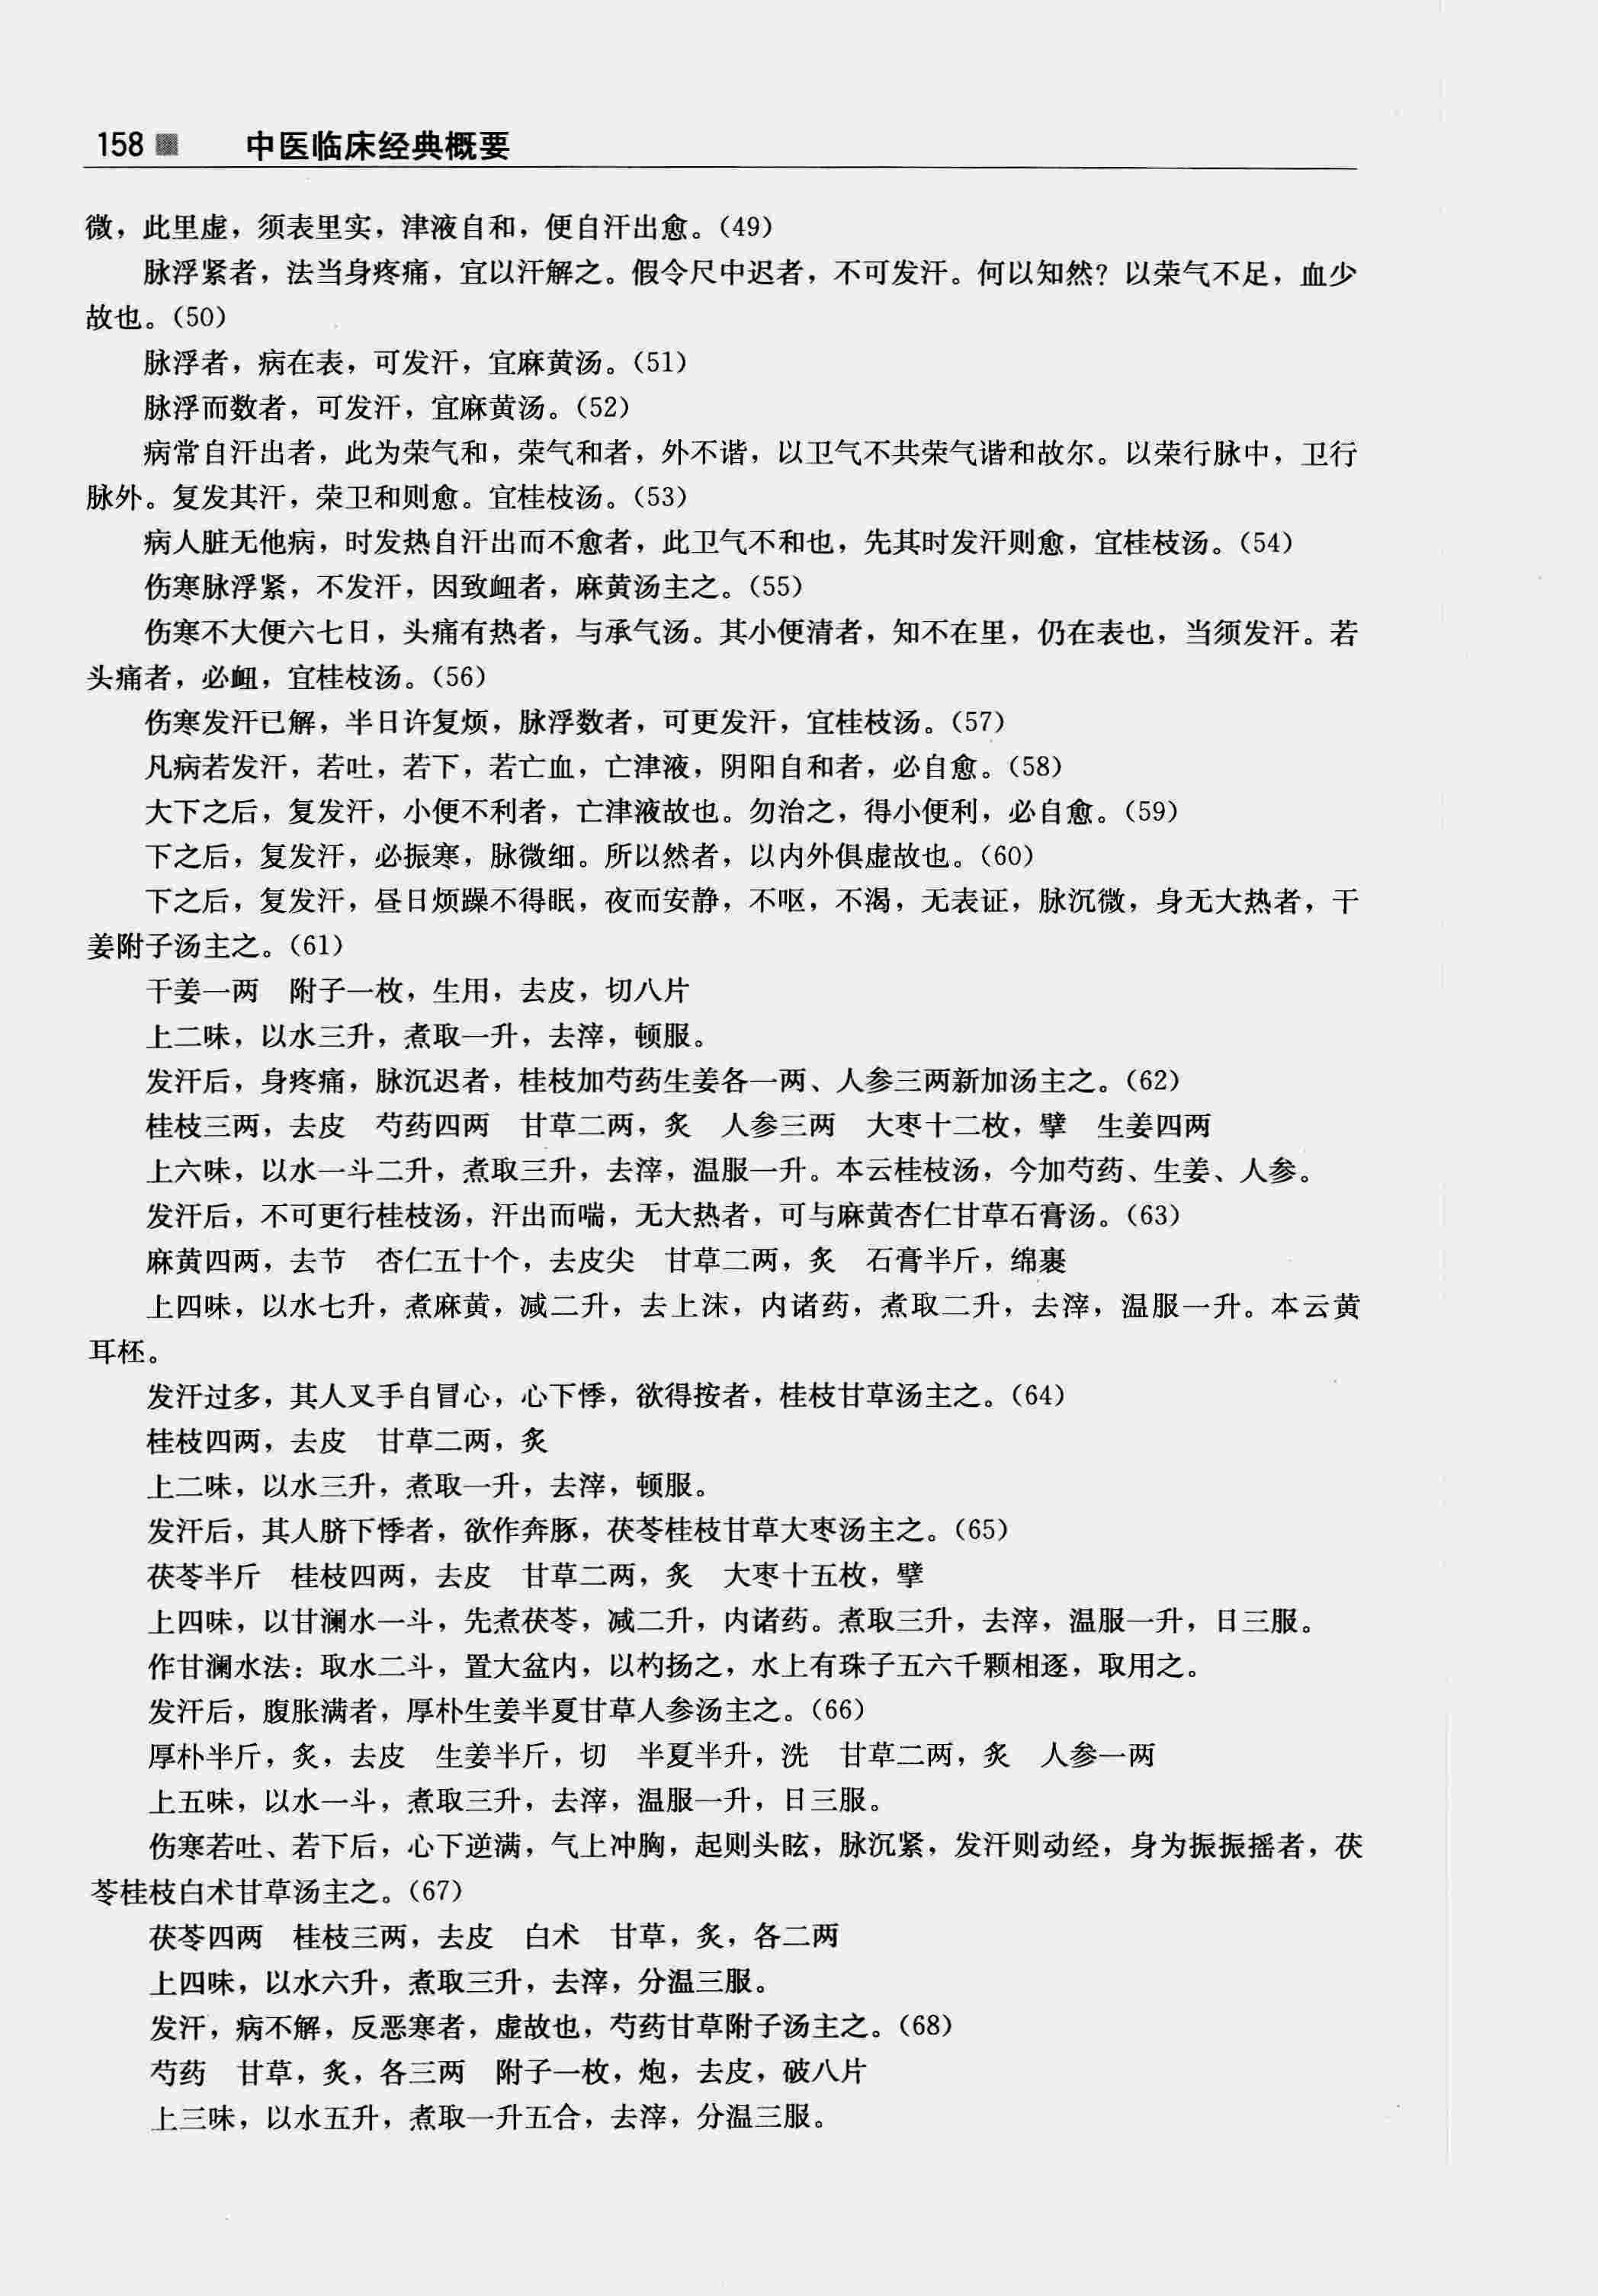 158 中医临床经典概要
微，此里虚，须表里实，津液自和，便自汗出愈。（49）
脉浮紧者，法当身疼痛，宜以汗解之。假令尺中迟者，不可发汗。何以知然？以荣气不足，血少
故也。（50）
脉浮者，病在表，可发汗，宜麻黄汤。（51）
脉浮而数者，可发汗，宜麻黄汤。（52）
病常自汗出者，此为荣气和，荣气和者，外不谐，以卫气不共荣气谐和故尔。以荣行脉中，卫行
脉外。复发其汗，荣卫和则愈。宜桂枝汤。（53）
病人脏无他病，时发热自汗出而不愈者，此卫气不和也，先其时发汗则愈，宜桂枝汤。（54）
伤寒脉浮紧，不发汗，因致衄者，麻黄汤主之。（55）
伤寒不大便六七日，头痛有热者，与承气汤。其小便清者，知不在里，仍在表也，当须发汗。若
头痛者，必衄，宜桂枝汤。（56）
伤寒发汗已解，半日许复烦，脉浮数者，可更发汗，宜桂枝汤。（57）
凡病若发汗，若吐，若下，若亡血，亡津液，阴阳自和者，必自愈。（58）
大下之后，复发汗，小便不利者，亡津液故也。勿治之，得小便利，必自愈。（59）
下之后，复发汗，必振寒，脉微细。所以然者，以内外俱虚故也。（60）
下之后，复发汗，昼日烦躁不得眠，夜而安静，不呕，不渴，无表证，脉沉微，身无大热者，干
姜附子汤主之。（61）
干姜一两　附子一枚，生用，去皮，切八片
上二味，以水三升，煮取一升，去滓，顿服。
发汗后，身疼痛，脉沉迟者，桂枝加芍药生姜各一两、人参三两新加汤主之。（62）
桂枝三两，去皮　芍药四两　甘草二两，炙　人参三两　大枣十二枚，擘　生姜四两
上六味，以水一斗二升，煮取三升，去滓，温服一升。本云桂枝汤，今加芍药、生姜、人参。
发汗后，不可更行桂枝汤，汗出而喘，无大热者，可与麻黄杏仁甘草石膏汤。（63）
麻黄四两，去节　杏仁五十个，去皮尖　甘草二两，炙　石膏半斤，绵裹
上四味，以水七升，煮麻黄，减二升，去上沫，内诸药，煮取二升，去滓，温服一升。本云黄
耳杯。
发汗过多，其人叉手自冒心，心下悸，欲得按者，桂枝甘草汤主之。（64）
桂枝四两，去皮　甘草二两，炙
上二味，以水三升，煮取一升，去滓，顿服。
发汗后，其人脐下悸者，欲作奔豚，茯苓桂枝甘草大枣汤主之。（65）
茯苓半斤　桂枝四两，去皮　甘草二两，炙　大枣十五枚，擘
上四味，以甘澜水一斗，先煮茯苓，减二升，内诸药。煮取三升，去滓，温服一升，日三服。
作甘澜水法：取水二斗，置大盆内，以杓扬之，水上有珠子五六千颗相逐，取用之。
发汗后，腹胀满者，厚朴生姜半夏甘草人参汤主之。（66）
厚朴半斤，炙，去皮　生姜半斤，切　半夏半升，洗　甘草二两，炙　人参一两
上五味，以水一斗，煮取三升，去滓，温服一升，日三服。
伤寒若吐、若下后，心下逆满，气上冲胸，起则头眩，脉沉紧，发汗则动经，身为振振摇者，茯
苓桂枝白术甘草汤主之。（67）
茯苓四两　桂枝三两，去皮　白术　甘草，炙，各二两
上四味，以水六升，煮取三升，去滓，分温三服。
发汗，病不解，反恶寒者，虚故也，芍药甘草附子汤主之。（68）
芍药　甘草，炙，各三两　附子一枚，炮，去皮，破八片
上三味，以水五升，煮取一升五合，去滓，分温三服。